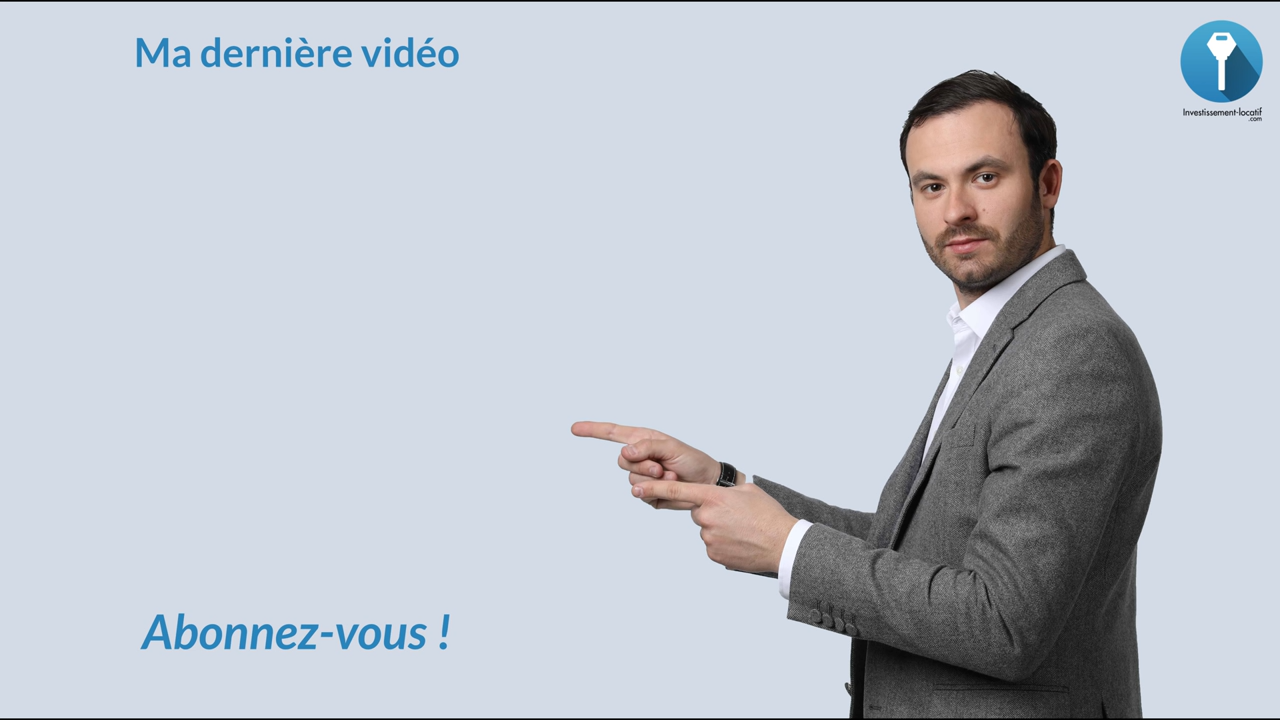 Ma dernière vidéo
Investissement-locatif
.com
Abonnez-vous !